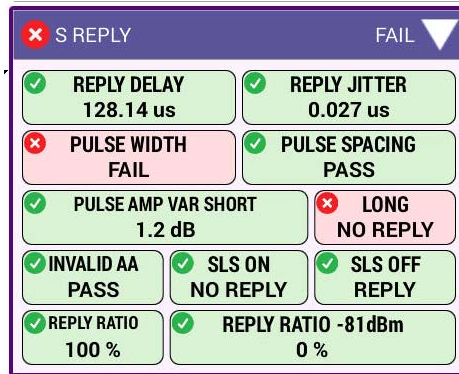 S REPLY FAIL
REPLY DELAY REPLY JITTER
128.14 us 0.027 us
PULSE WIDTH PULSE SPACING
FAIL PASS
PULSE AMP VAR SHORT LONG
1.2 dB NO REPLY
INVALID AA SLS ON SLS OFF
PASS NO REPLY REPLY
REPLY RATIO REPLY RATIO -81dBm
100 % 0 %